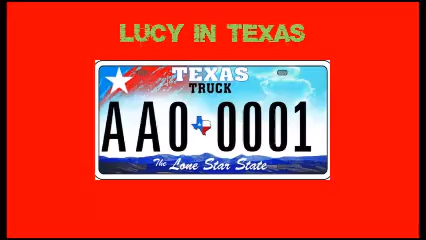 LUCY IN TEXAS
TEXAS
TRUCK
AA0 0001
The Lone Star State